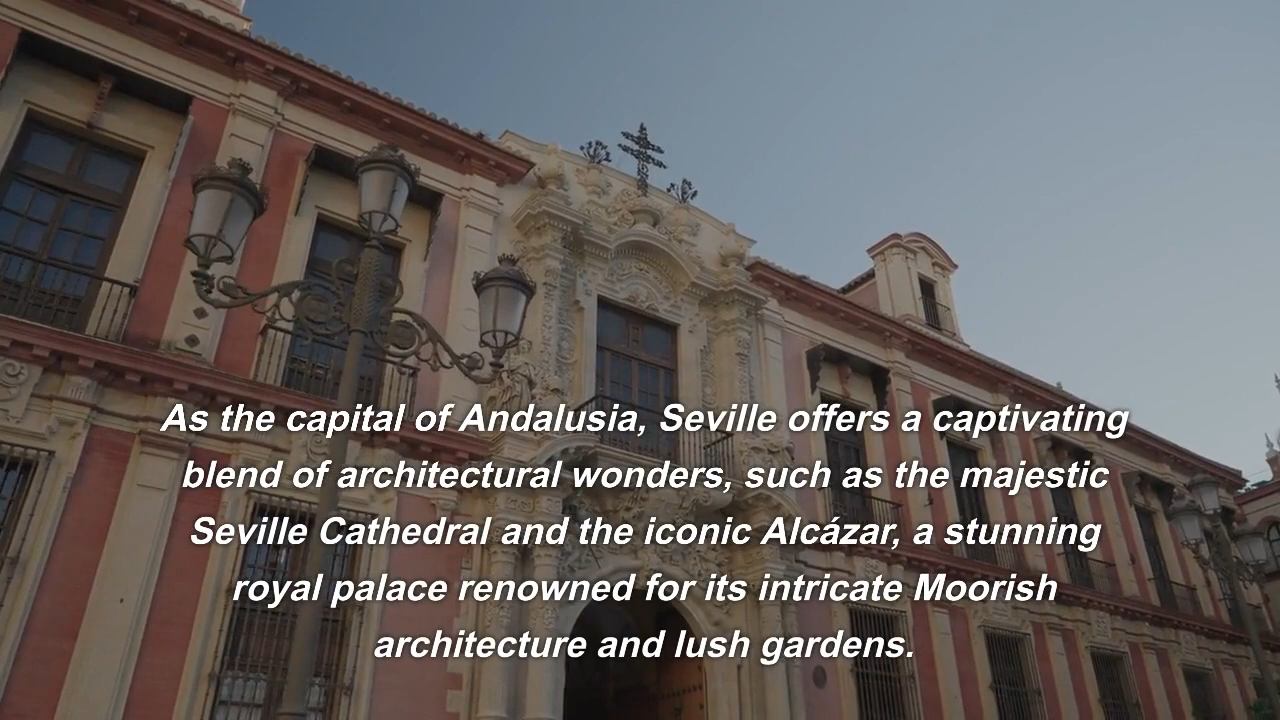 As the capital of Andalusia, Seville offers a captivating
blend of architectural wonders, such as the majestic
Seville Cathedral and the iconic Alcázar, a stunning
royal palace renowned for its intricate Moorish
architecture and lush gardens.